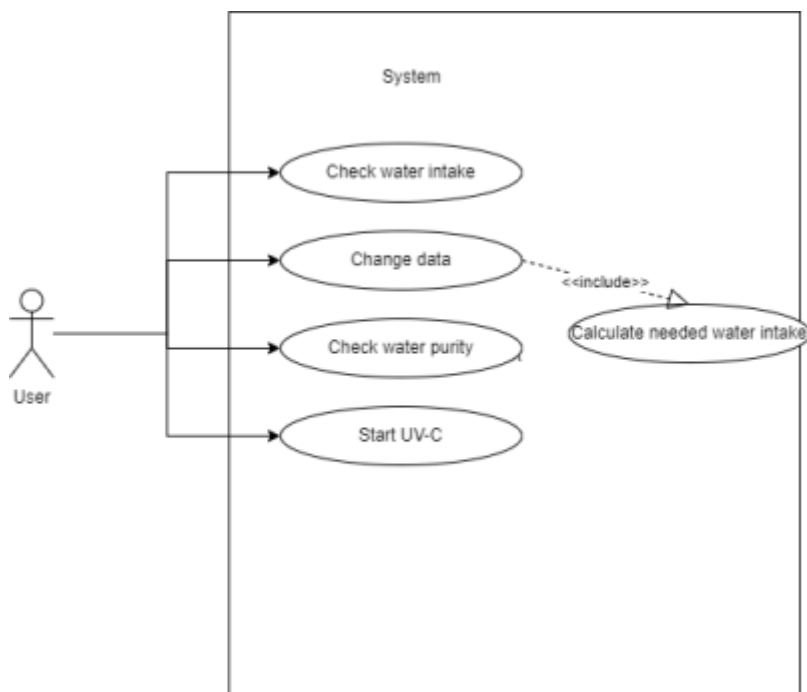 System
Check water intake
Change data
<<include>>
Calculate needed water intake
Check water purity
User
Start UV-C